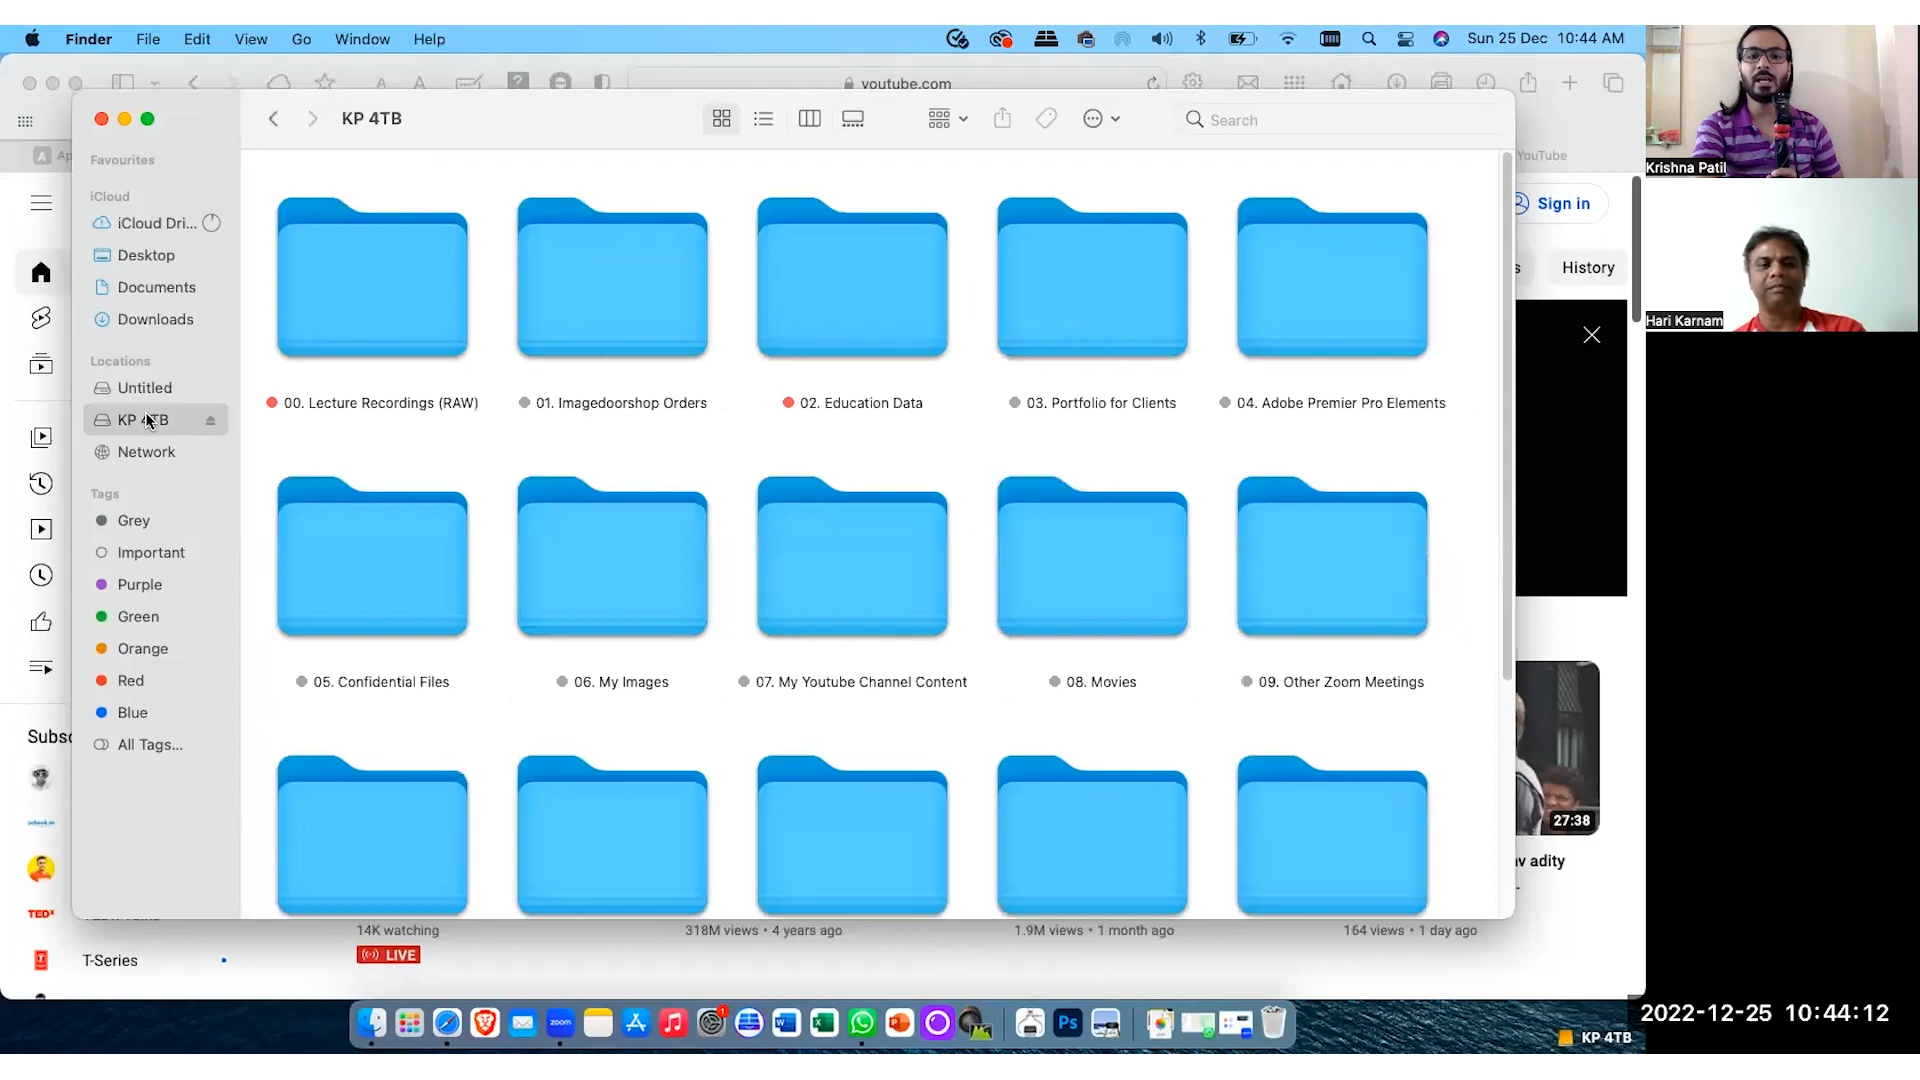 Finder File Edit View Go Window Help
Sun 25 Dec 10:44 AM
youtube.com
KP 4TB
Search
YouTube
Favourites
iCloud
iCloud Dri...
Desktop
Documents
Downloads
Locations
Untitled
KP 4TB
Network
Tags
Grey
Important
Purple
Green
Orange
Red
Blue
All Tags...
Subsc
TEDx
T-Series
00. Lecture Recordings (RAW)
01. Imagedoorshop Orders
02. Education Data
03. Portfolio for Clients
04. Adobe Premier Pro Elements
05. Confidential Files
06. My Images
07. My Youtube Channel Content
08. Movies
09. Other Zoom Meetings
Sign in
History
27:38
av adity
14K watching
LIVE
318M views • 4 years ago
1.9M views • 1 month ago
164 views • 1 day ago
Krishna Patil
Hari Karnam
zoom
Ps
2022-12-25 10:44:12
KP 4TB